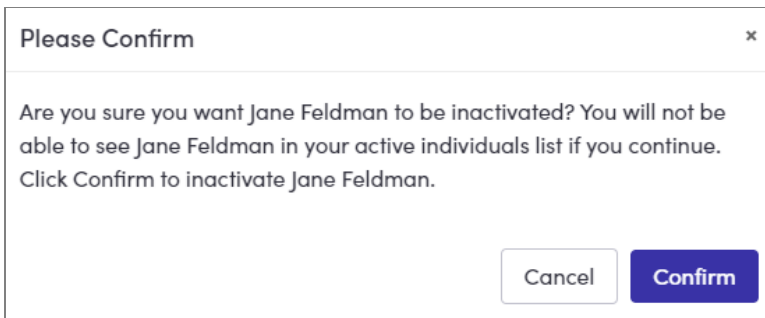 Please Confirm ×
Are you sure you want Jane Feldman to be inactivated? You will not be
able to see Jane Feldman in your active individuals list if you continue.
Click Confirm to inactivate Jane Feldman.
Cancel Confirm